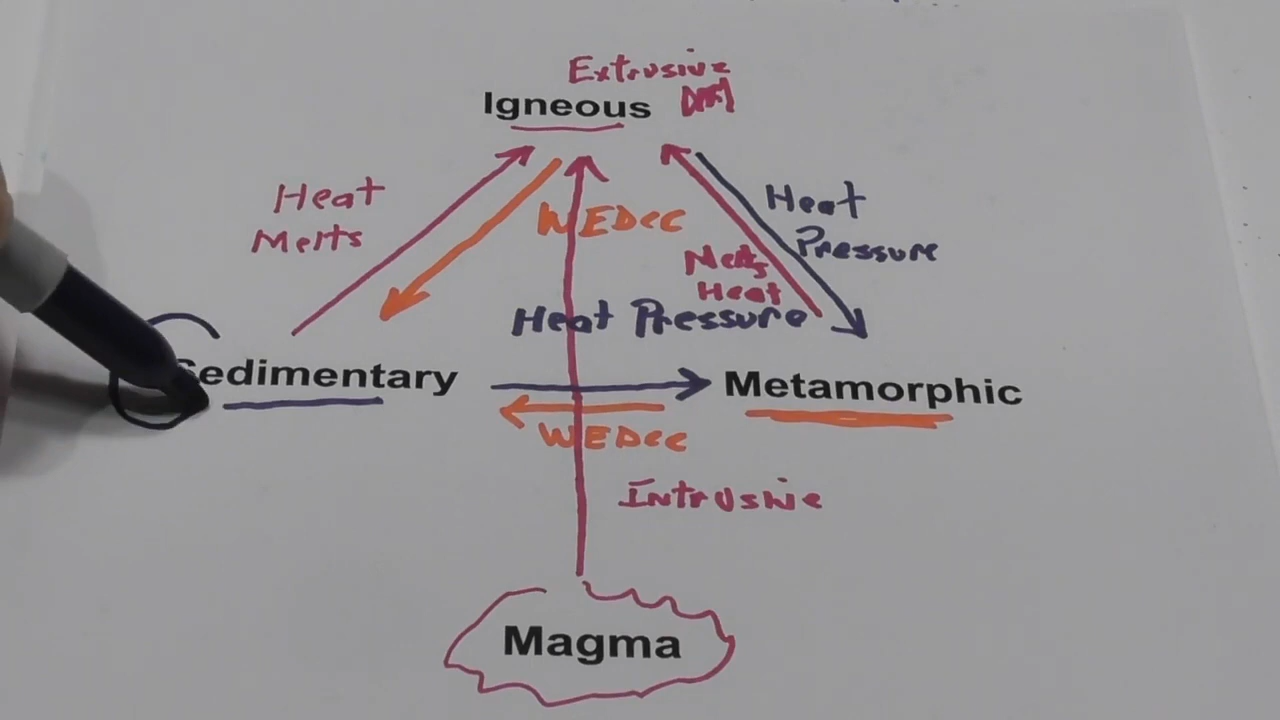 Extrusive
Igneous
Heat
Melts
WEDCC
Heat
Pressure
Melts
Heat
Heat Pressure
Sedimentary
Metamorphic
WEDCC
Intrusive
Magma